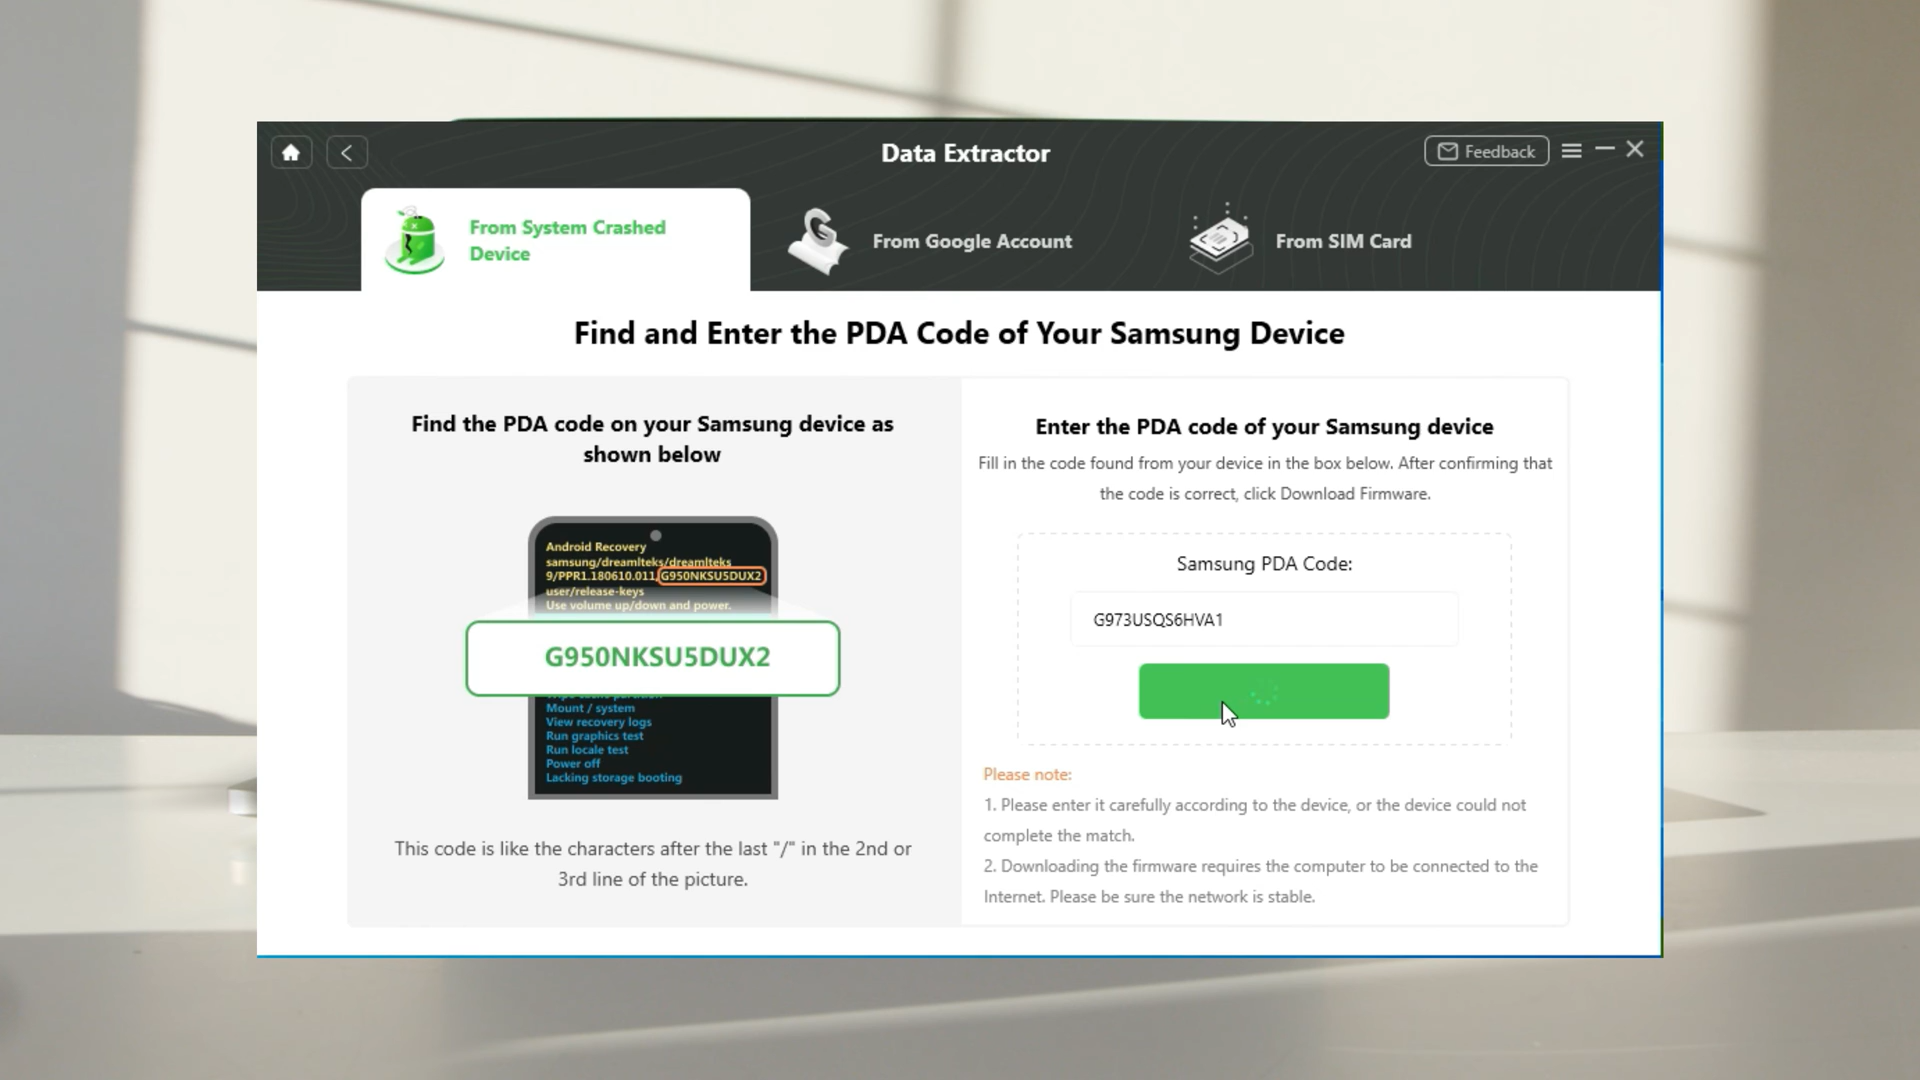 Data Extractor
Feedback
From System Crashed
Device
From Google Account
From SIM Card
Find and Enter the PDA Code of Your Samsung Device
Find the PDA code on your Samsung device as
shown below
Android Recovery
samsung/dreamlteks/dreamlteks
9/PPR1.180610.011/G950NKSU5DUX2
user/release-keys
Use volume up/down and power.
G950NKSU5DUX2
Mount / system
View recovery logs
Run graphics test
Run locale test
Power off
Lacking storage booting
This code is like the characters after the last "/" in the 2nd or
3rd line of the picture.
Enter the PDA code of your Samsung device
Fill in the code found from your device in the box below. After confirming that
the code is correct, click Download Firmware.
Samsung PDA Code:
G973USQS6HVA1
Please note:
1. Please enter it carefully according to the device, or the device could not
complete the match.
2. Downloading the firmware requires the computer to be connected to the
Internet. Please be sure the network is stable.